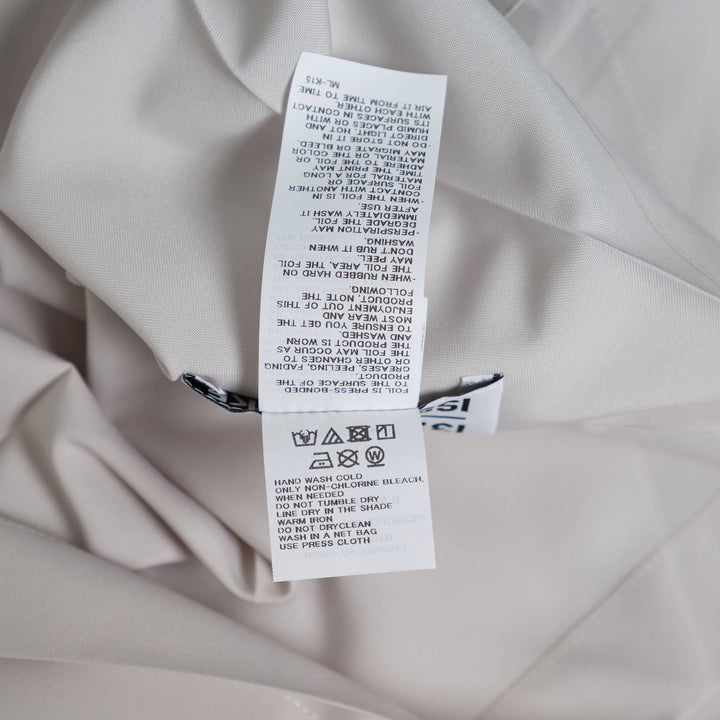 FOIL IS PRESS-BONDED
TO THE SURFACE OF THE
PRODUCT.
CREASES, PEELING, FADING
OR OTHER CHANGES TO
THE FOIL MAY OCCUR AS
THE PRODUCT IS WORN
AND WASHED.
TO ENSURE YOU GET THE
MOST WEAR AND
ENJOYMENT OUT OF THIS
PRODUCT, NOTE THE
FOLLOWING.
·WHEN RUBBED HARD ON
THE FOIL AREA, THE FOIL
MAY PEEL.
DON'T RUB IT WHEN
WASHING.
·PERSPIRATION MAY
DEGRADE THE FOIL.
IMMEDIATELY WASH IT
AFTER USE.
·WHEN THE FOIL IS IN
CONTACT WITH ANOTHER
FOIL SURFACE OR
MATERIAL FOR A LONG
TIME, THE PRINT MAY
ADHERE TO THE FOIL OR
MATERIAL, OR THE COLOR
MAY MIGRATE OR BLEED.
·DO NOT STORE IT IN
DIRECT LIGHT, HOT AND
HUMID PLACES OR WITH
ITS SURFACES IN CONTACT
WITH EACH OTHER.
AIR IT FROM TIME TO TIME
ML-K15
HAND WASH COLD
ONLY NON-CHLORINE BLEACH,
WHEN NEEDED
DO NOT TUMBLE DRY
LINE DRY IN THE SHADE
WARM IRON
DO NOT DRYCLEAN
WASH IN A NET BAG
USE PRESS CLOTH